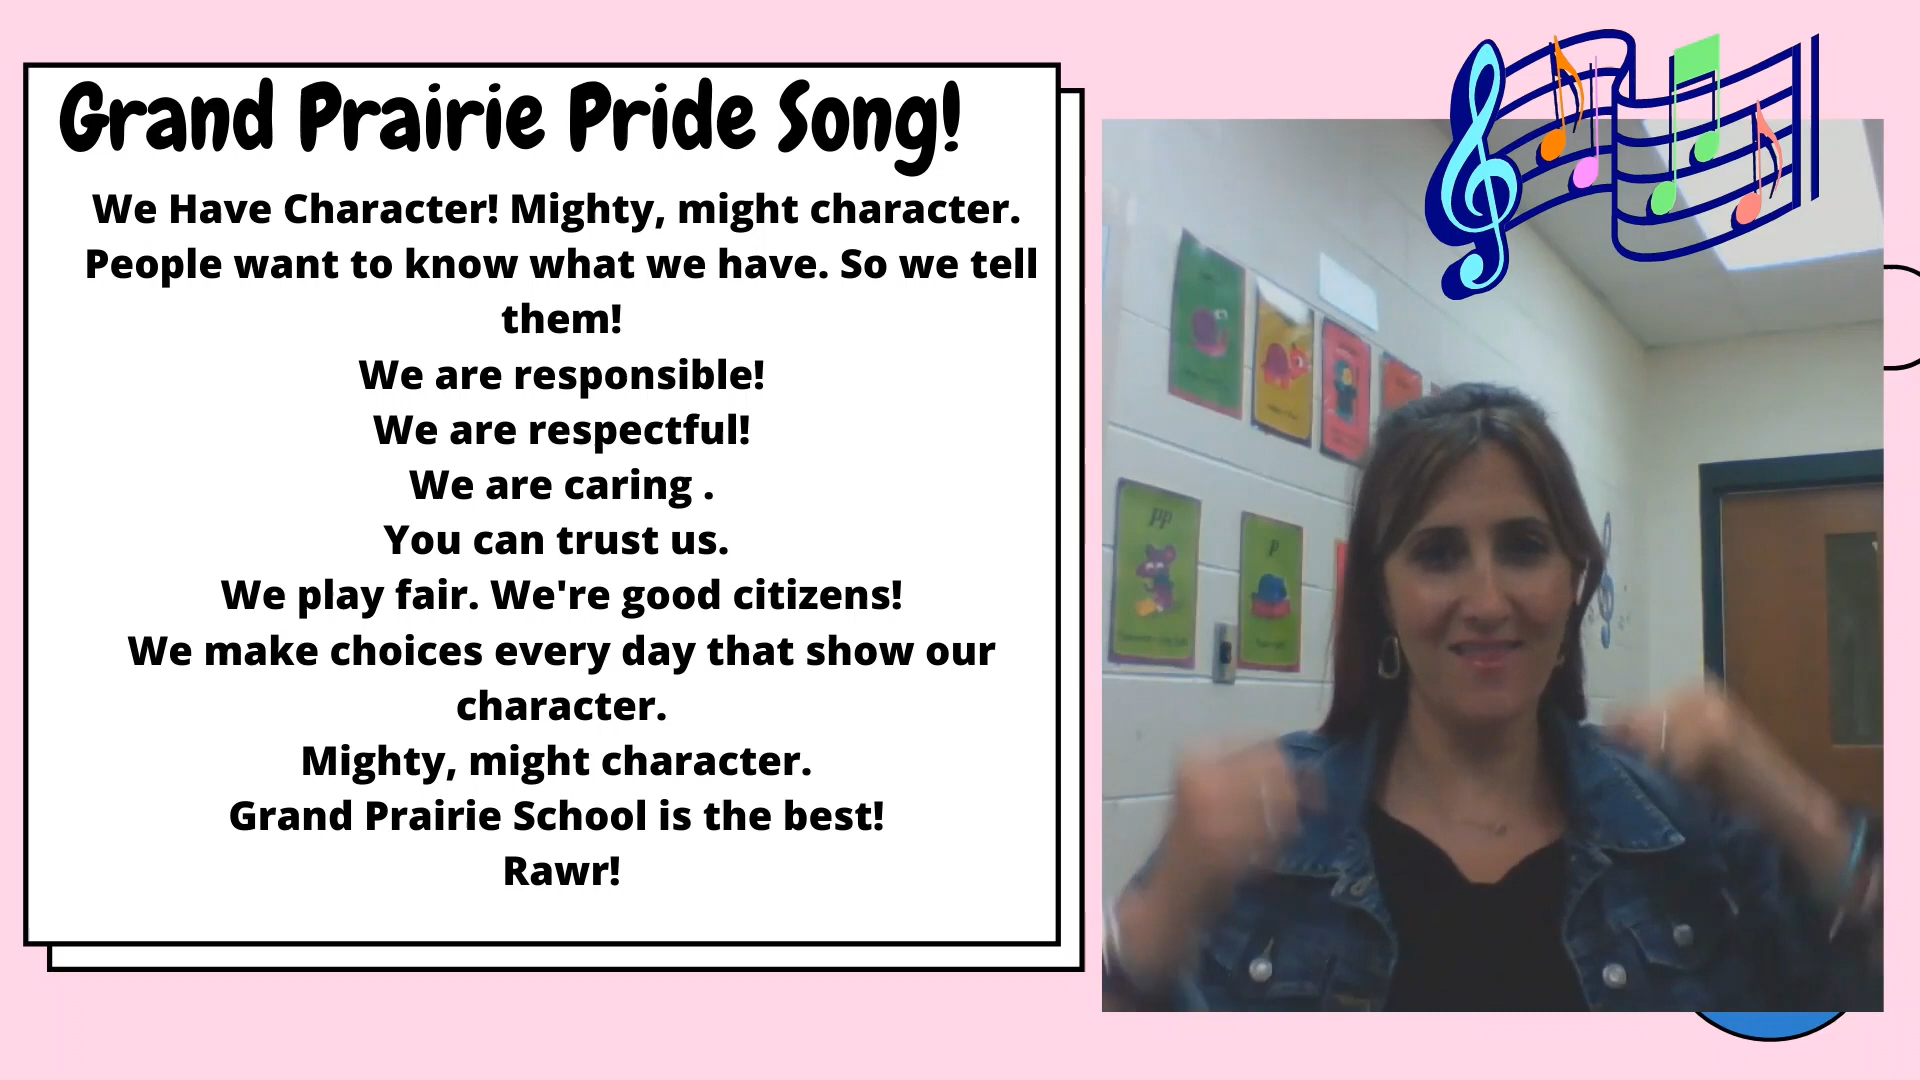 Grand Prairie Pride Song!
We Have Character! Mighty, might character.
People want to know what we have. So we tell
them!
We are responsible!
We are respectful!
We are caring .
You can trust us.
We play fair. We're good citizens!
We make choices every day that show our
character.
Mighty, might character.
Grand Prairie School is the best!
Rawr!
pp
p